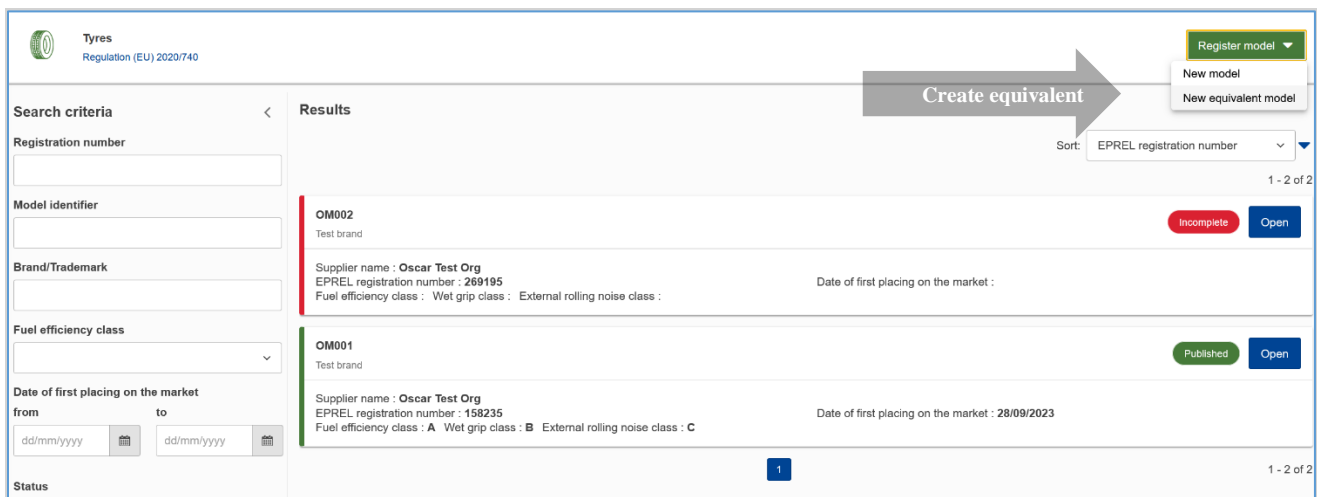 Tyres
Regulation (EU) 2020/740
Register model
New model
New equivalent model
Create equivalent
Search criteria
Registration number
Model identifier
Brand/Trademark
Fuel efficiency class
Date of first placing on the market
from to
dd/mm/yyyy dd/mm/yyyy
Status
Results
Sort: EPREL registration number
1 - 2 of 2
OM002
Test brand
Incomplete Open
Supplier name : Oscar Test Org
EPREL registration number : 269195 Date of first placing on the market :
Fuel efficiency class : Wet grip class : External rolling noise class :
OM001
Test brand
Published Open
Supplier name : Oscar Test Org
EPREL registration number : 158235 Date of first placing on the market : 28/09/2023
Fuel efficiency class : A Wet grip class : B External rolling noise class : C
1 1 - 2 of 2